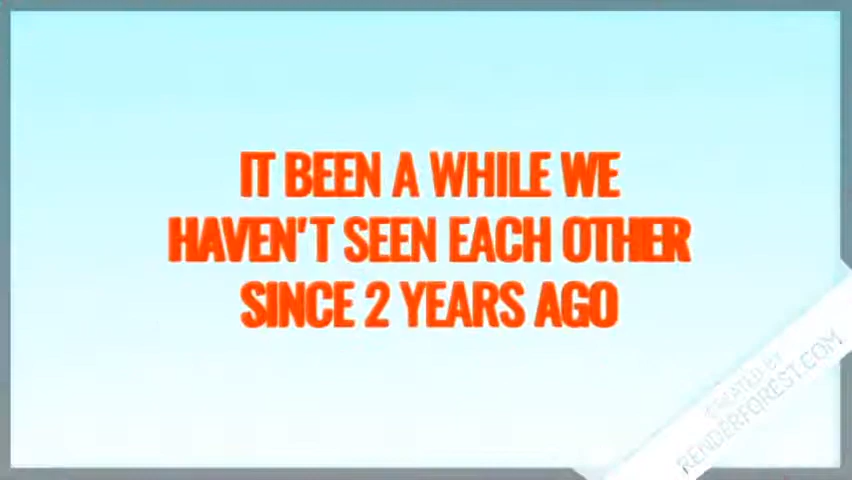 IT BEEN A WHILE WE
HAVEN'T SEEN EACH OTHER
SINCE 2 YEARS AGO
CREATED BY
RENDERFOREST.COM